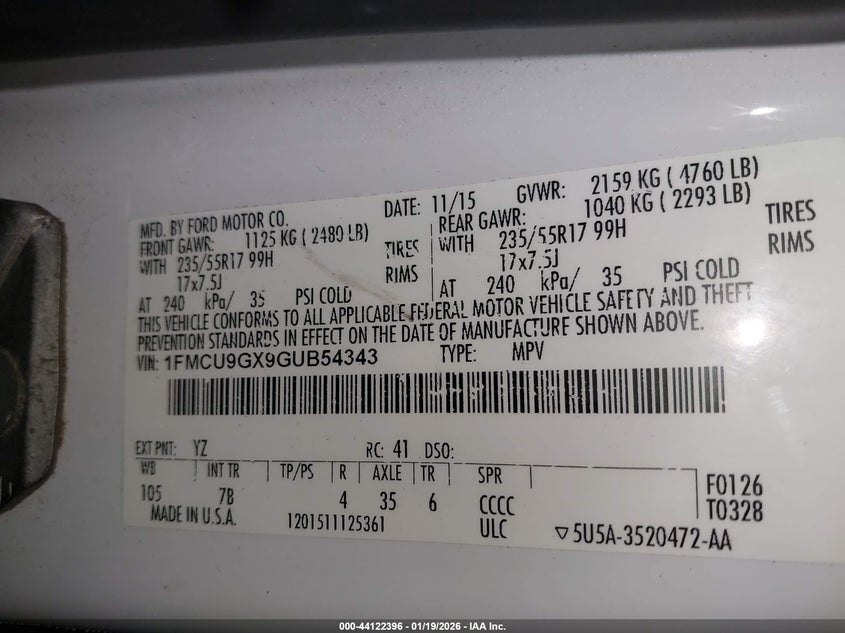 MFD. BY FORD MOTOR CO. DATE: 11/15 GVWR: 2159 KG ( 4760 LB)
FRONT GAWR: 1125 KG ( 2480 LB) REAR GAWR: 1040 KG ( 2293 LB)
WITH 235/55R17 99H TIRES WITH 235/55R17 99H TIRES
17x7.5J RIMS 17x7.5J RIMS
AT 240 kPa/ 35 PSI COLD AT 240 kPa/ 35 PSI COLD
THIS VEHICLE CONFORMS TO ALL APPLICABLE FEDERAL MOTOR VEHICLE SAFETY AND THEFT
PREVENTION STANDARDS IN EFFECT ON THE DATE OF MANUFACTURE SHOWN ABOVE.
VIN: 1FMCU9GX9GUB54343 TYPE: MPV
EXT PNT: YZ RC: 41 DSO:
WB INT TR TP/PS R AXLE TR SPR
105 7B 4 35 6 CCCC F0126
MADE IN U.S.A. 1201511125361 ULC T0328
▽5U5A-3520472-AA
000-44122396 - 01/19/2026 - IAA Inc.